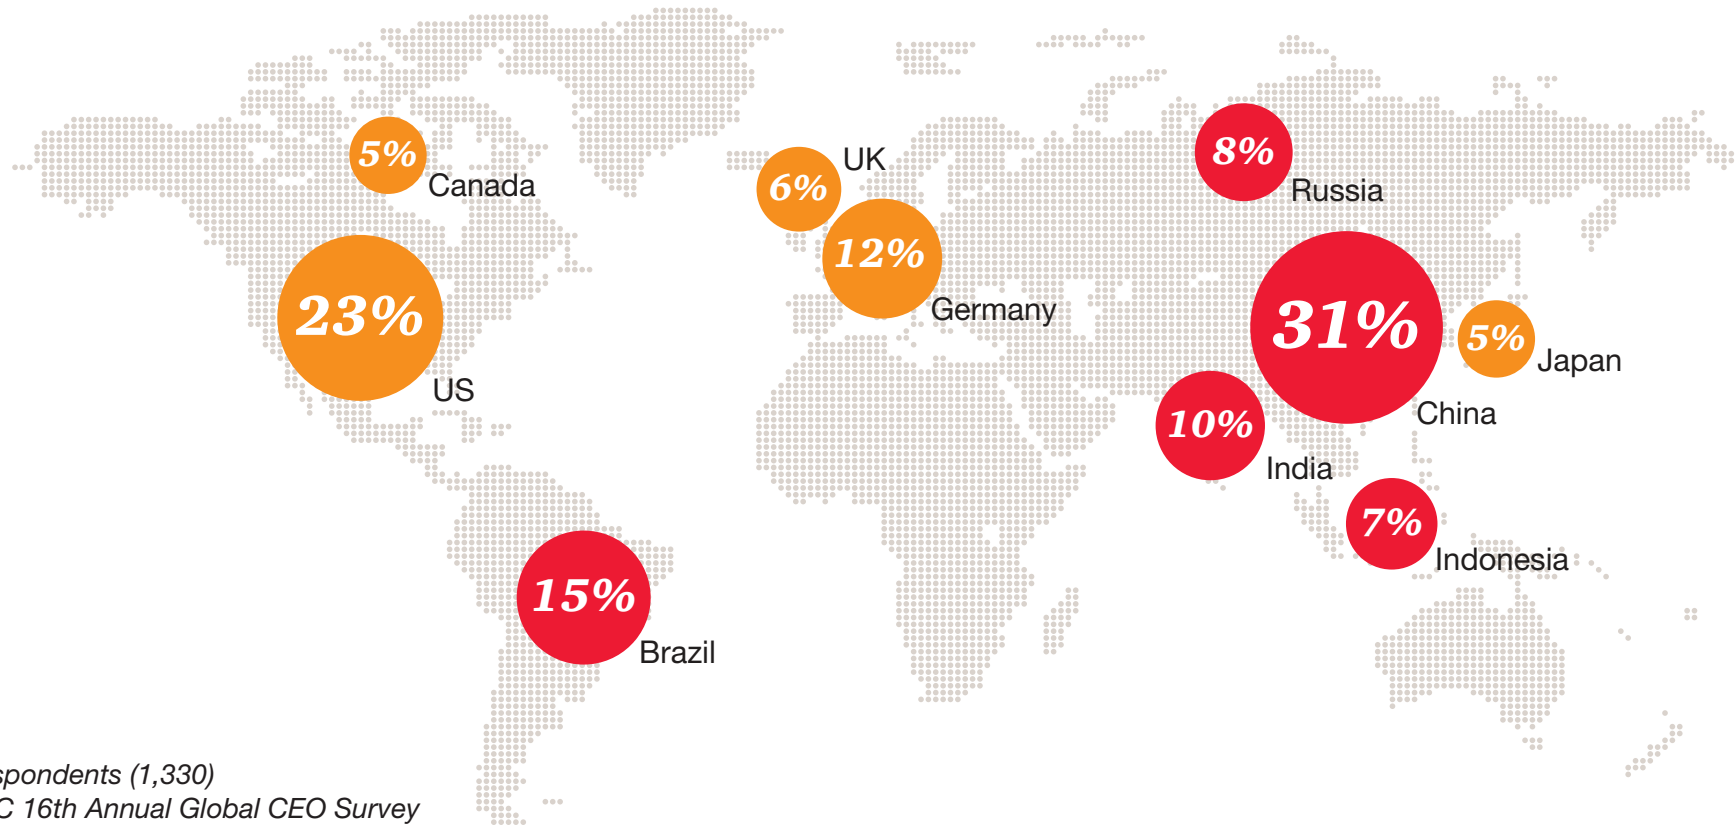 5%
Canada
23%
US
6%
UK
12%
Germany
8%
Russia
31%
China
5%
Japan
10%
India
7%
Indonesia
15%
Brazil
(1,330)
16th Annual Global CEO Survey